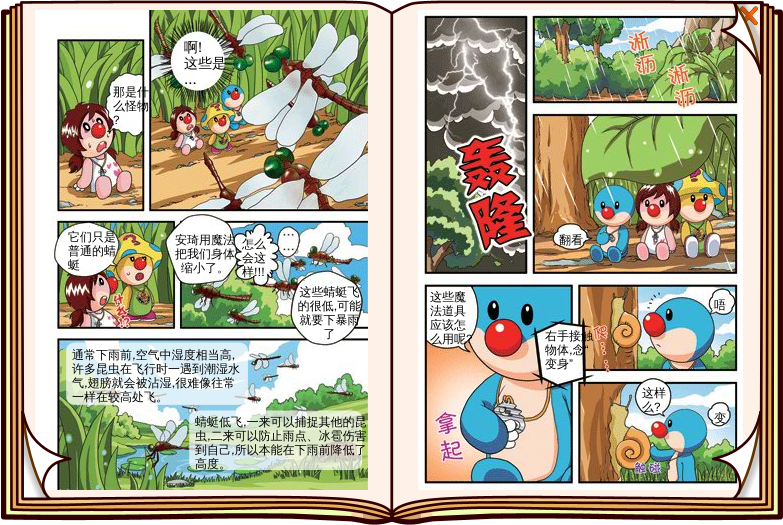 那是什
么怪物
?
啊!
这些是
...
它们只是
普通的蜻
蜓
什么!?
安琦用魔法
把我们身体
缩小了。
怎么
会这
样!!!
...
...
这些蜻蜓飞
的很低,可能
就要下暴雨
了
通常下雨前,空气中湿度相当高,
许多昆虫在飞行时一遇到潮湿水
气,翅膀就会被沾湿,很难像往常
一样在较高处飞。
蜻蜓低飞,一来可以捕捉其他的昆
虫,二来可以防止雨点、冰雹伤害
到自己,所以本能在下雨前降低了
高度。
轰隆
淅沥
淅沥
翻看
这些魔
法道具
应该怎
么用呢?
拿起
右手接触
物体,念“
变身”
爬...
唔
这样
么?
变
触碰